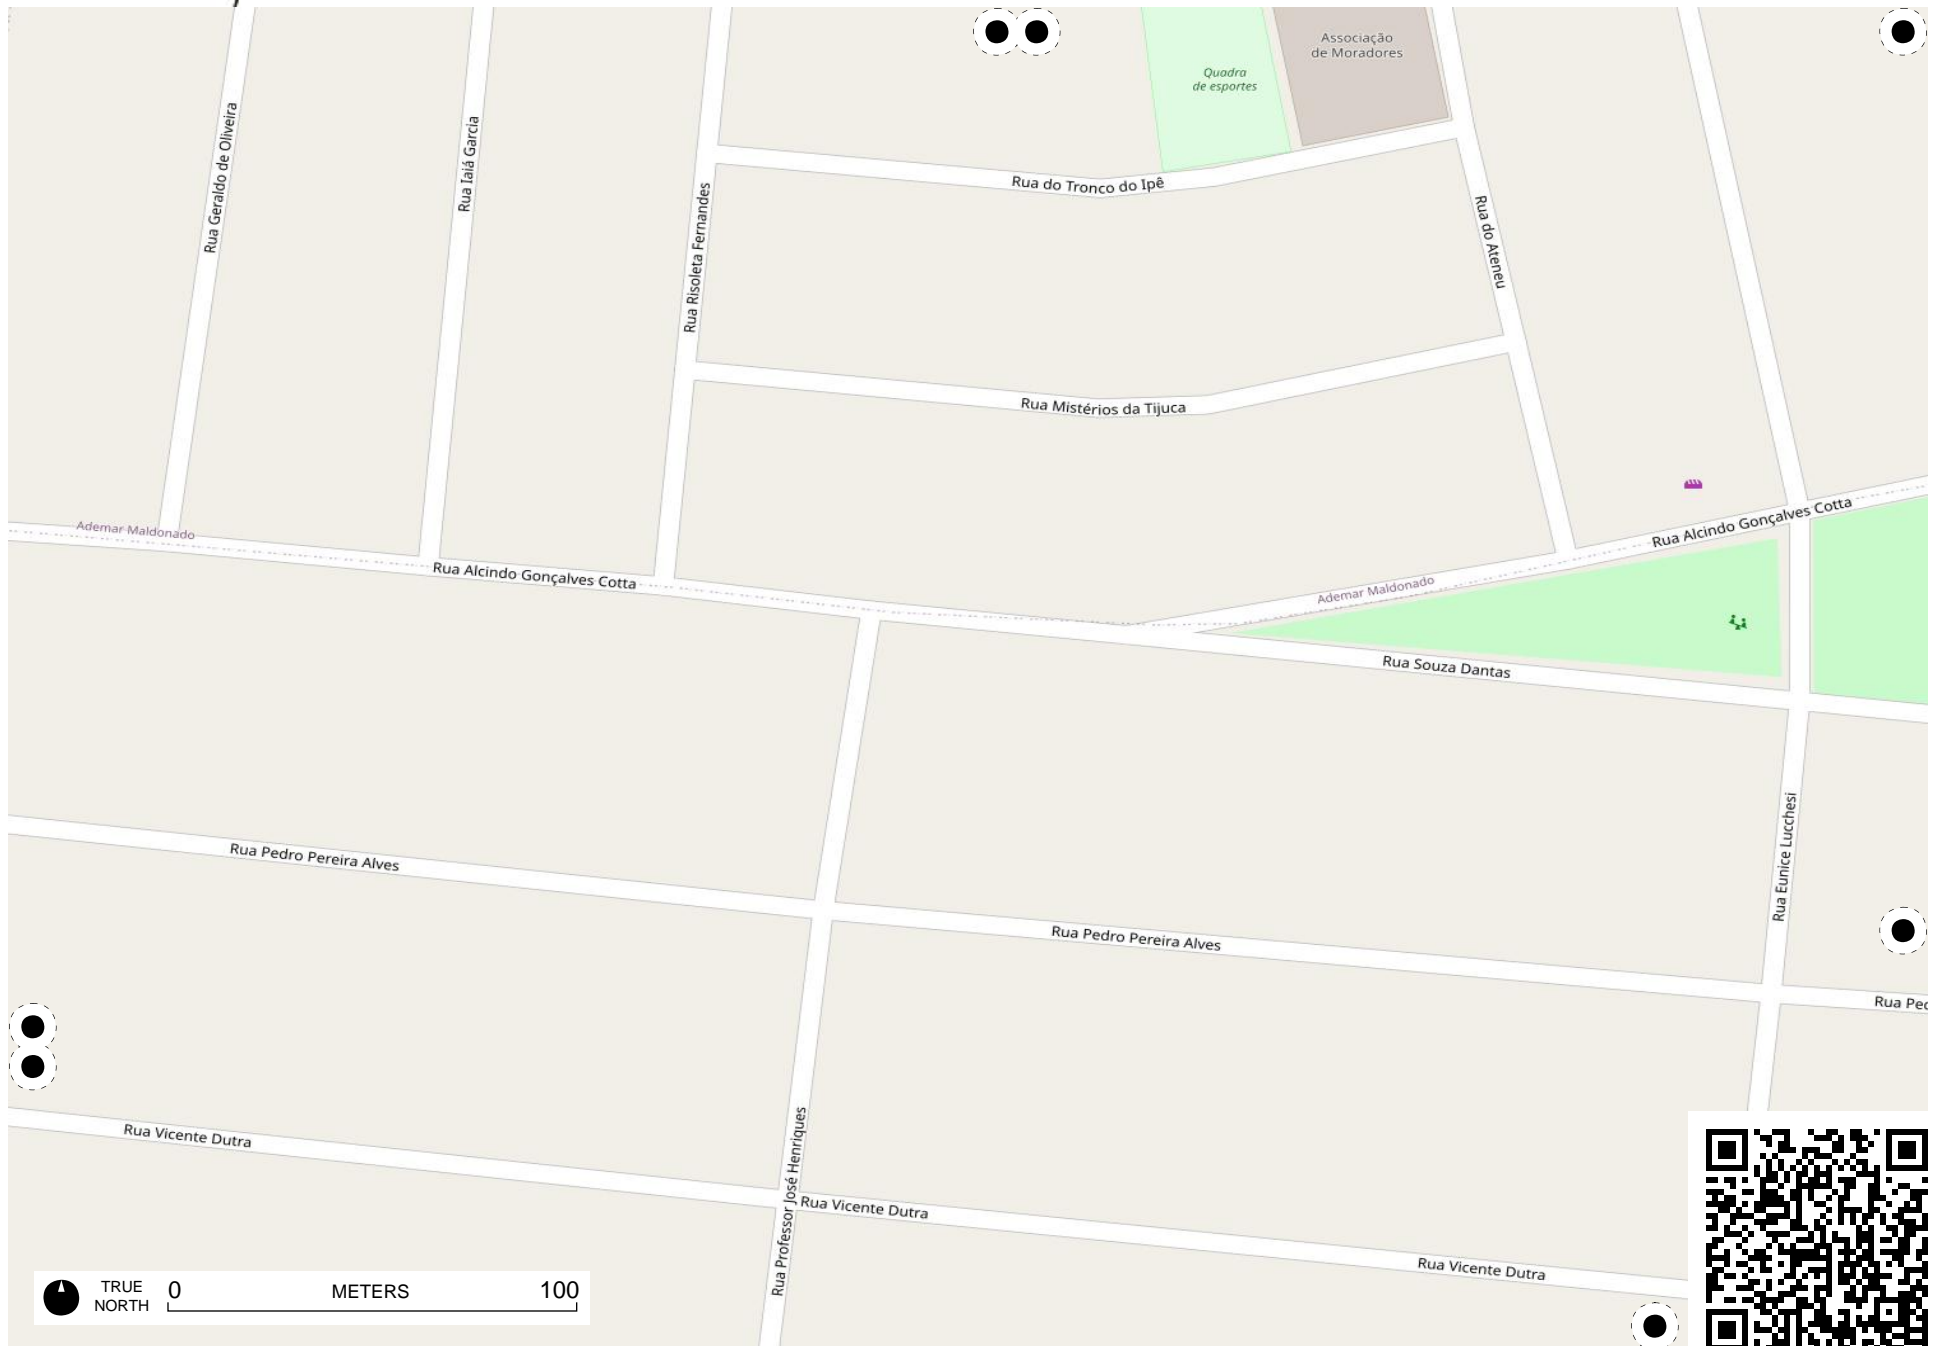 Associação
de Moradores
Quadra
de esportes
Rua Geraldo de Oliveira
Rua Iaiá Garcia
Rua Risoleta Fernandes
Rua do Tronco do Ipê
Rua do Ateneu
Rua Mistérios da Tijuca
Ademar Maldonado
Rua Alcindo Gonçalves Cotta
Rua Alcindo Gonçalves Cotta
Ademar Maldonado
Rua Souza Dantas
Rua Eunice Lucchesi
Rua Pedro Pereira Alves
Rua Pedro Pereira Alves
Rua Ped
Rua Vicente Dutra
Rua Professor José Henriques
Rua Vicente Dutra
Rua Vicente Dutra
TRUE
NORTH
0 METERS 100